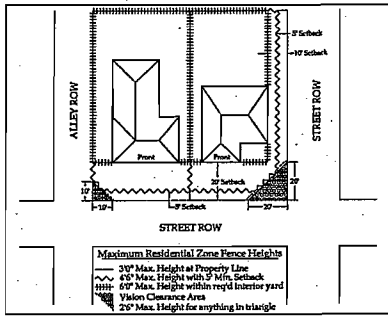 5' Setback
10' Setback
ALLEY ROW
STREET ROW
Front
Front
20' Setback
10'
20'
10'
5' Setback
20'
STREET ROW
Maximum Residential Zone Fence Heights
3'0" Max. Height at Property Line
4'6" Max. Height with 5' Min. Setback
6'0" Max. Height within req'd interior yard
Vision Clearance Area
2'6" Max. Height for anything in triangle